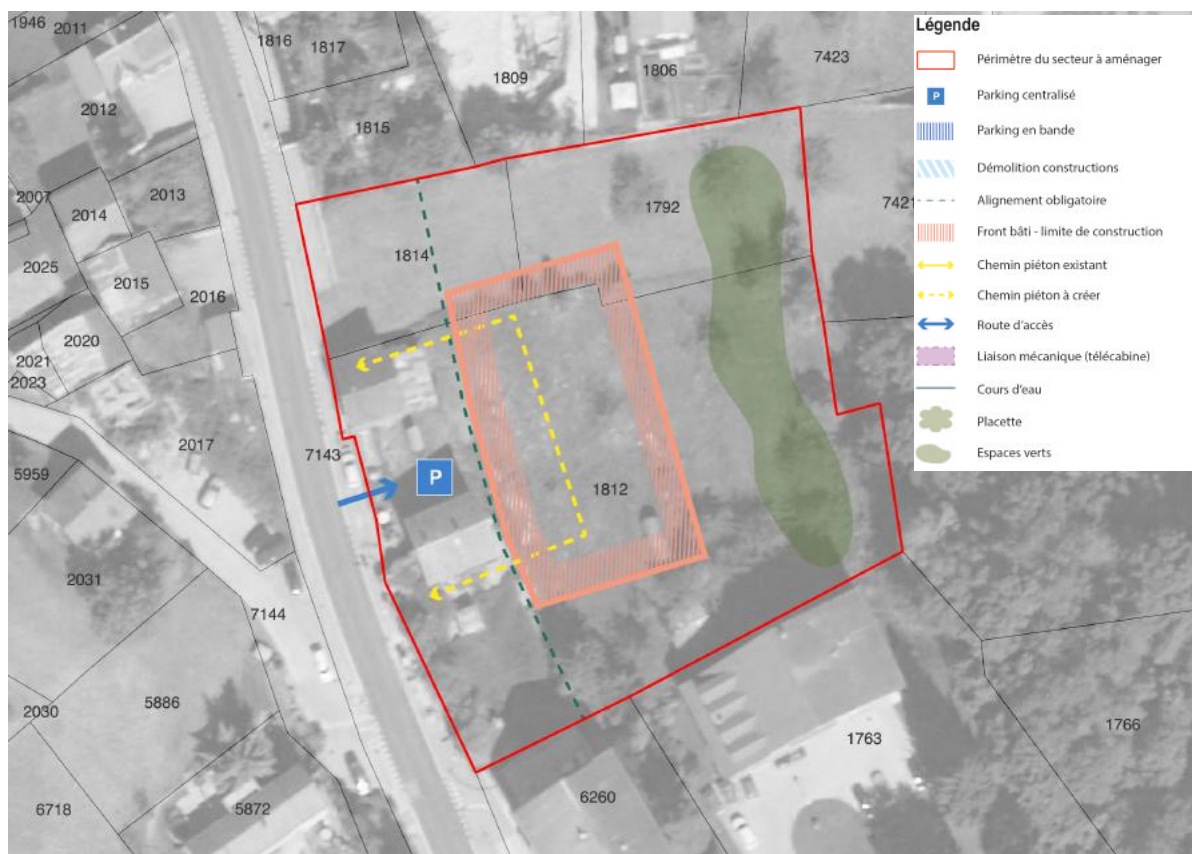 1946
2011
1816
1817
1809
1806
7423
Légende
Périmètre du secteur à aménager
P Parking centralisé
Parking en bande
Démolition constructions
Alignement obligatoire
Front bâti - limite de construction
Chemin piéton existant
Chemin piéton à créer
Route d'accès
Liaison mécanique (télécabine)
Cours d'eau
Placette
Espaces verts
2012
1815
2007
2013
2014
1792
7421
1814
2025
2015
2016
2020
2021
2023
2017
7143
5959
P
1812
2031
7144
2030
5886
1766
1763
6718
5872
6260